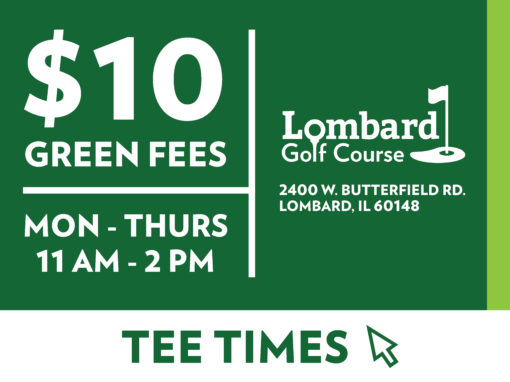 $10
GREEN FEES
MON - THURS
11 AM - 2 PM
Lombard
Golf Course
2400 W. BUTTERFIELD RD.
LOMBARD, IL 60148
TEE TIMES